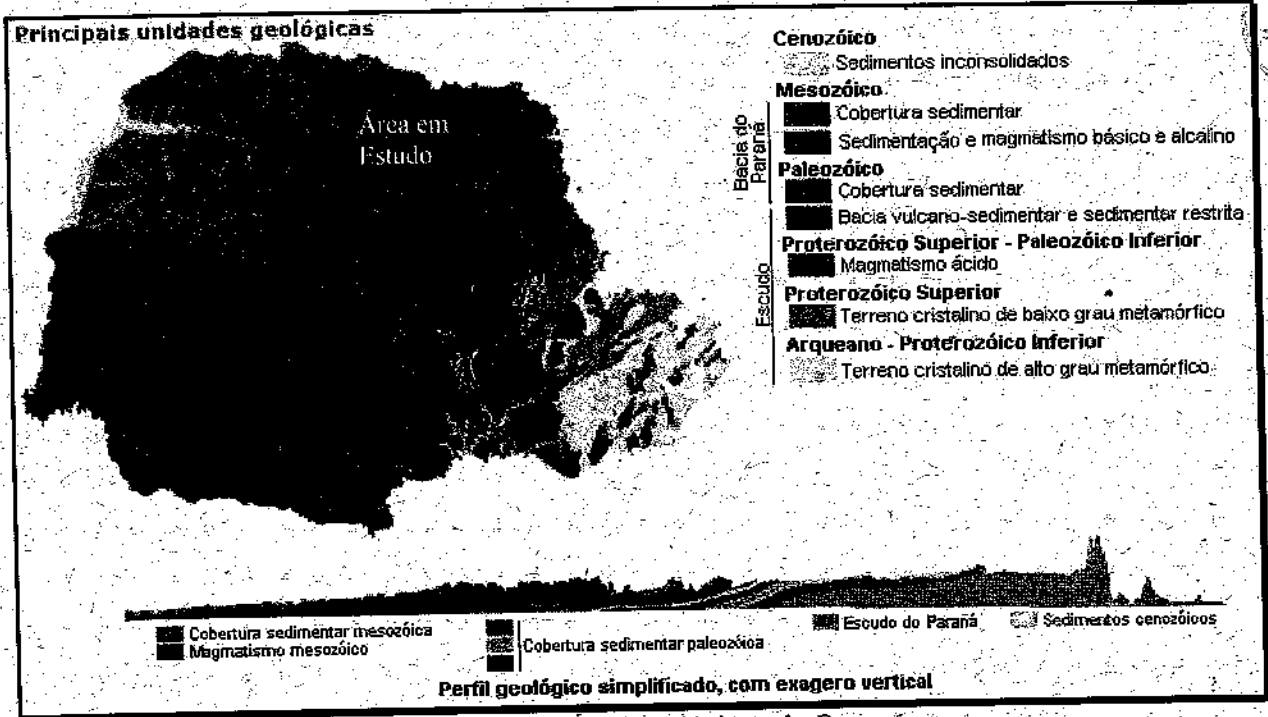 Principais unidades geológicas
Área em
Estudo
Cenozóico
Sedimentos inconsolidados
Mesozóico
Cobertura sedimentar
Sedimentação e magmatismo básico e alcalino
Paleozóico
Cobertura sedimentar
Bacia vulcano-sedimentar e sedimentar restrita
Proterozóico Superior - Paleozóico Inferior
Magmatismo ácido
Proterozóico Superior
Terreno cristalino de baixo grau metamórfico
Arqueano - Proterozóico Inferior
Terreno cristalino de alto grau metamórfico
Bacia do
Paraná
Escudo
Cobertura sedimentar mesozóica
Magmatismo mesozóico
Cobertura sedimentar paleozóica
Escudo do Paraná
Sedimentos cenozóicos
Perfil geológico simplificado, com exagero vertical